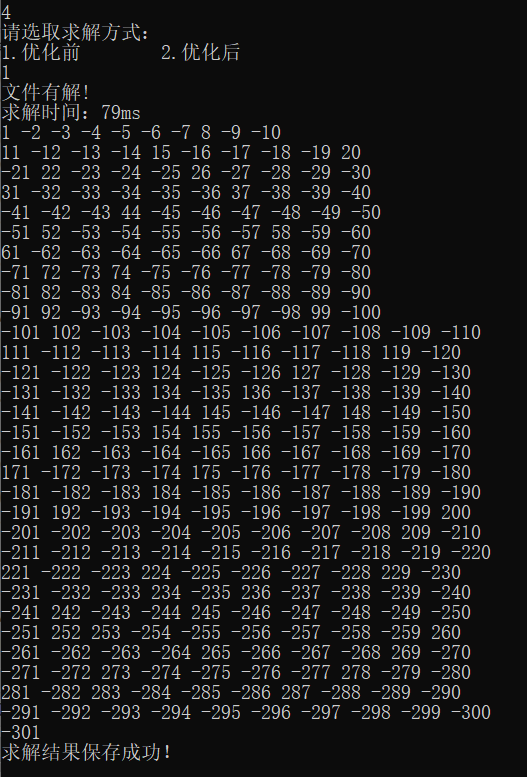 4
请选取求解方式：
1.优化前        2.优化后
1
文件有解!
求解时间：79ms
1 -2 -3 -4 -5 -6 -7 8 -9 -10
11 -12 -13 -14 15 -16 -17 -18 -19 20
-21 22 -23 -24 -25 26 -27 -28 -29 -30
31 -32 -33 -34 -35 -36 37 -38 -39 -40
-41 -42 -43 44 -45 -46 -47 -48 -49 -50
-51 52 -53 -54 -55 -56 -57 58 -59 -60
61 -62 -63 -64 -65 -66 67 -68 -69 -70
-71 72 -73 74 -75 -76 -77 -78 -79 -80
-81 82 -83 84 -85 -86 -87 -88 -89 -90
-91 92 -93 -94 -95 -96 -97 -98 99 -100
-101 102 -103 -104 -105 -106 -107 -108 -109 -110
111 -112 -113 -114 115 -116 -117 -118 119 -120
-121 -122 -123 124 -125 -126 127 -128 -129 -130
-131 -132 -133 134 -135 136 -137 -138 -139 -140
-141 -142 -143 -144 145 -146 -147 148 -149 -150
-151 -152 -153 154 155 -156 -157 -158 -159 -160
-161 162 -163 -164 -165 166 -167 -168 -169 -170
171 -172 -173 -174 175 -176 -177 -178 -179 -180
-181 -182 -183 184 -185 -186 -187 -188 -189 -190
-191 192 -193 -194 -195 -196 -197 -198 -199 200
-201 -202 -203 -204 -205 -206 -207 -208 209 -210
-211 -212 -213 -214 -215 -216 -217 -218 -219 -220
221 -222 -223 224 -225 -226 -227 -228 229 -230
-231 -232 -233 234 -235 236 -237 -238 -239 -240
-241 242 -243 -244 245 -246 -247 -248 -249 -250
-251 252 253 -254 -255 -256 -257 -258 -259 260
-261 -262 -263 -264 265 -266 -267 -268 269 -270
-271 -272 273 -274 -275 -276 -277 278 -279 -280
281 -282 283 -284 -285 -286 287 -288 -289 -290
-291 -292 -293 -294 -295 -296 -297 -298 -299 -300
-301
求解结果保存成功!